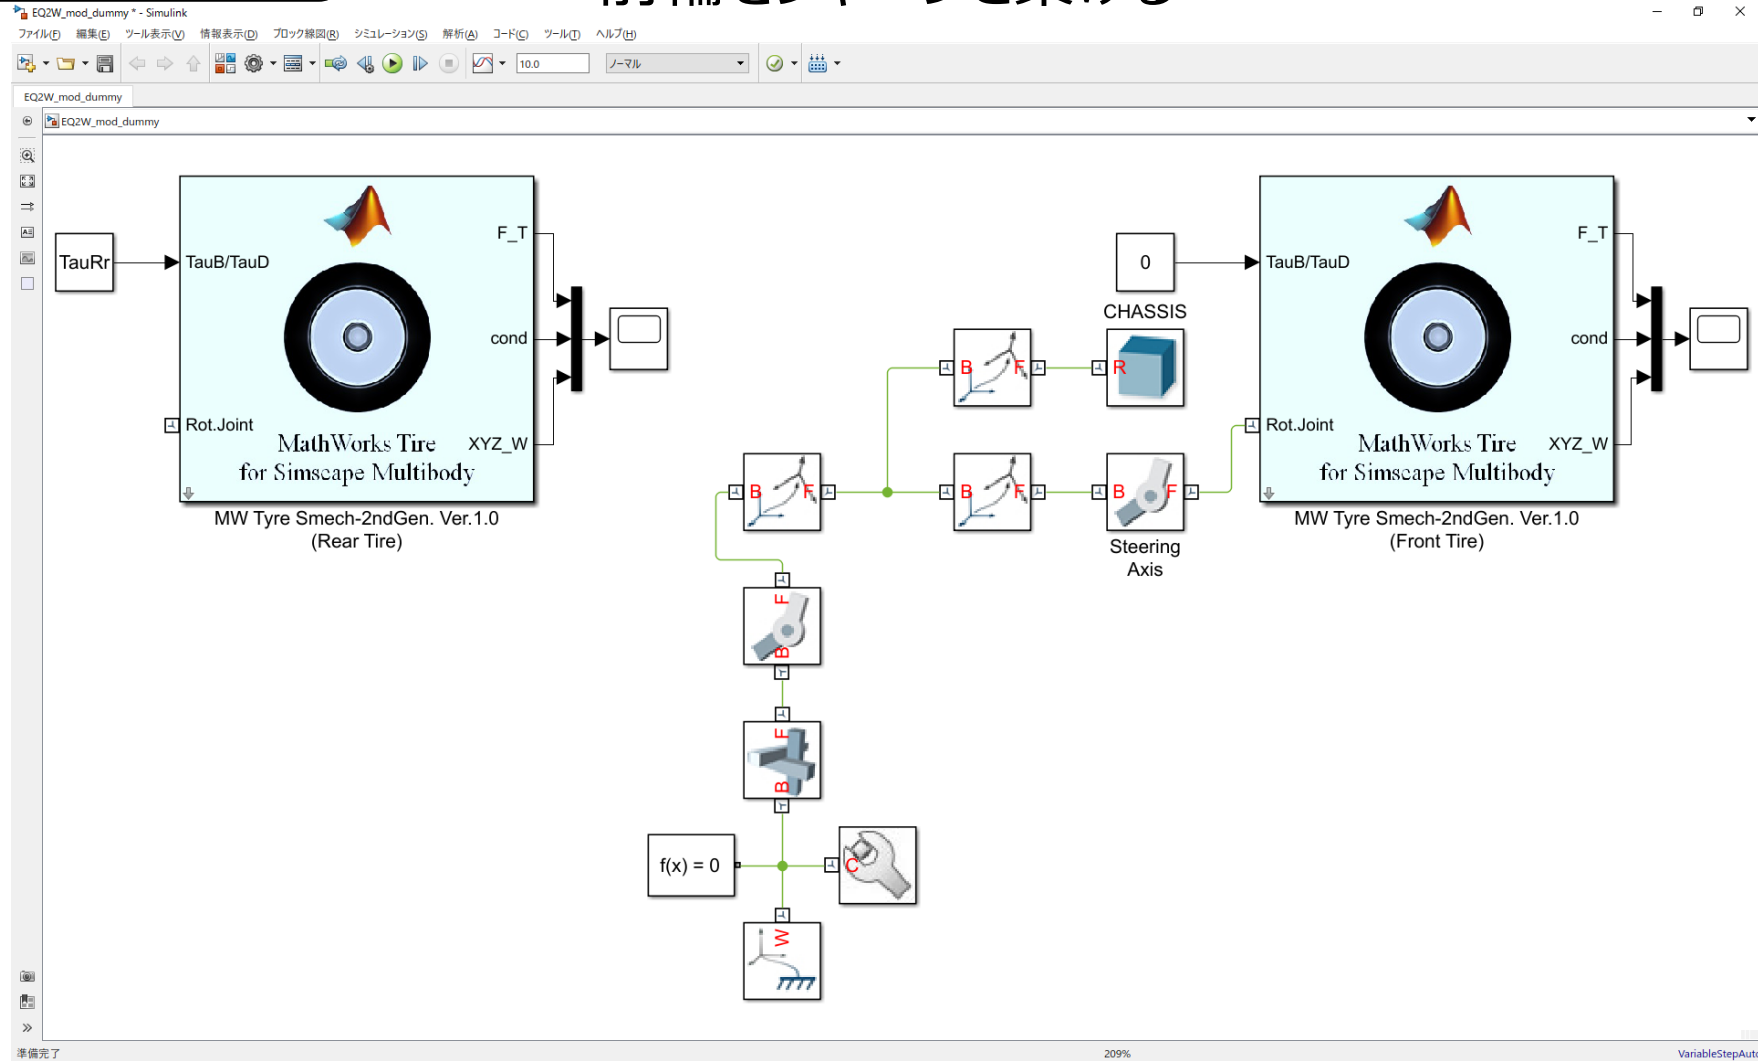 EQ2W_mod_dummy * - Simulink
ファイル(F) 編集(E) ツール表示(V) 情報表示(D) ブロック線図(R) シミュレーション(S) 解析(A) コード(C) ツール(T) ヘルプ(H)
10.0 ノーマル
EQ2W_mod_dummy
EQ2W_mod_dummy
TauRr
TauB/TauD
F_T
cond
Rot.Joint
XYZ_W
MathWorks Tire
for Simscape Multibody
MW Tyre Smech-2ndGen. Ver.1.0
(Rear Tire)
0
CHASSIS
B F
R
B F
B F
B F
Steering
Axis
TauB/TauD
F_T
cond
Rot.Joint
XYZ_W
MathWorks Tire
for Simscape Multibody
MW Tyre Smech-2ndGen. Ver.1.0
(Front Tire)
F
B
F
B
f(x) = 0
C
W
準備完了
209%
VariableStepAut